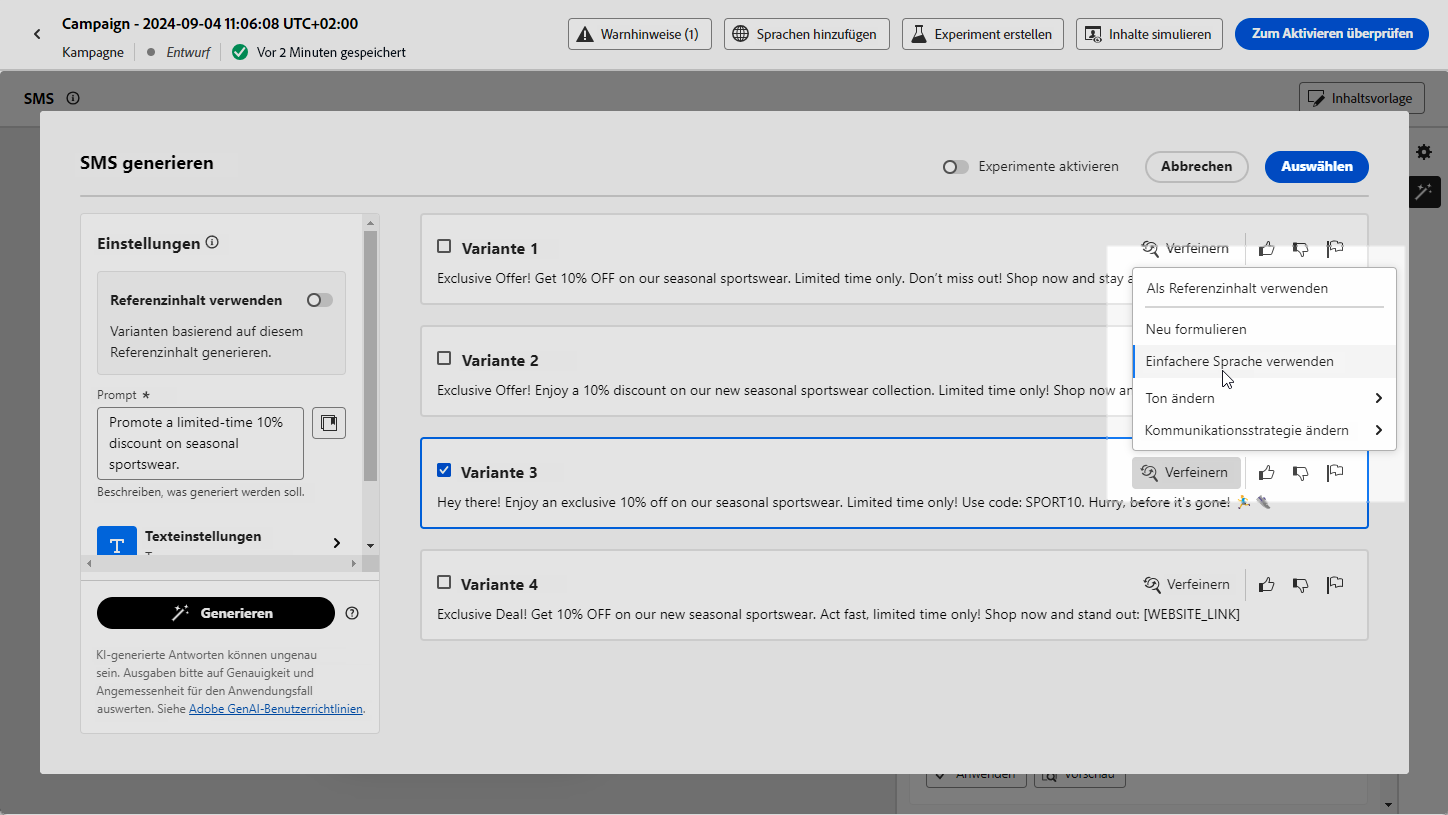 Campaign - 2024-09-04 11:06:08 UTC+02:00
Kampagne
Entwurf
Vor 2 Minuten gespeichert
Warnhinweise (1)
Sprachen hinzufügen
Experiment erstellen
Inhalte simulieren
Zum Aktivieren überprüfen
SMS
Inhaltsvorlage
SMS generieren
Experimente aktivieren
Abbrechen
Auswählen
Einstellungen
Referenzinhalt verwenden
Varianten basierend auf diesem
Referenzinhalt generieren.
Prompt *
Promote a limited-time 10%
discount on seasonal
sportswear.
Beschreiben, was generiert werden soll.
Texteinstellungen
Generieren
KI-generierte Antworten können ungenau
sein. Ausgaben bitte auf Genauigkeit und
Angemessenheit für den Anwendungsfall
auswerten. Siehe Adobe GenAI-Benutzerrichtlinien.
Variante 1
Verfeinern
Exclusive Offer! Get 10% OFF on our seasonal sportswear. Limited time only. Don't miss out! Shop now and stay
Variante 2
Exclusive Offer! Enjoy a 10% discount on our new seasonal sportswear collection. Limited time only! Shop now
Als Referenzinhalt verwenden
Neu formulieren
Einfachere Sprache verwenden
Ton ändern
Kommunikationsstrategie ändern
Variante 3
Verfeinern
Hey there! Enjoy an exclusive 10% off on our seasonal sportswear. Limited time only! Use code: SPORT10. Hurry, before it's gone! 🏃 👟
Variante 4
Verfeinern
Exclusive Deal! Get 10% OFF on our new seasonal sportswear. Act fast, limited time only! Shop now and stand out: [WEBSITE_LINK]
Anwenden
Vorschau